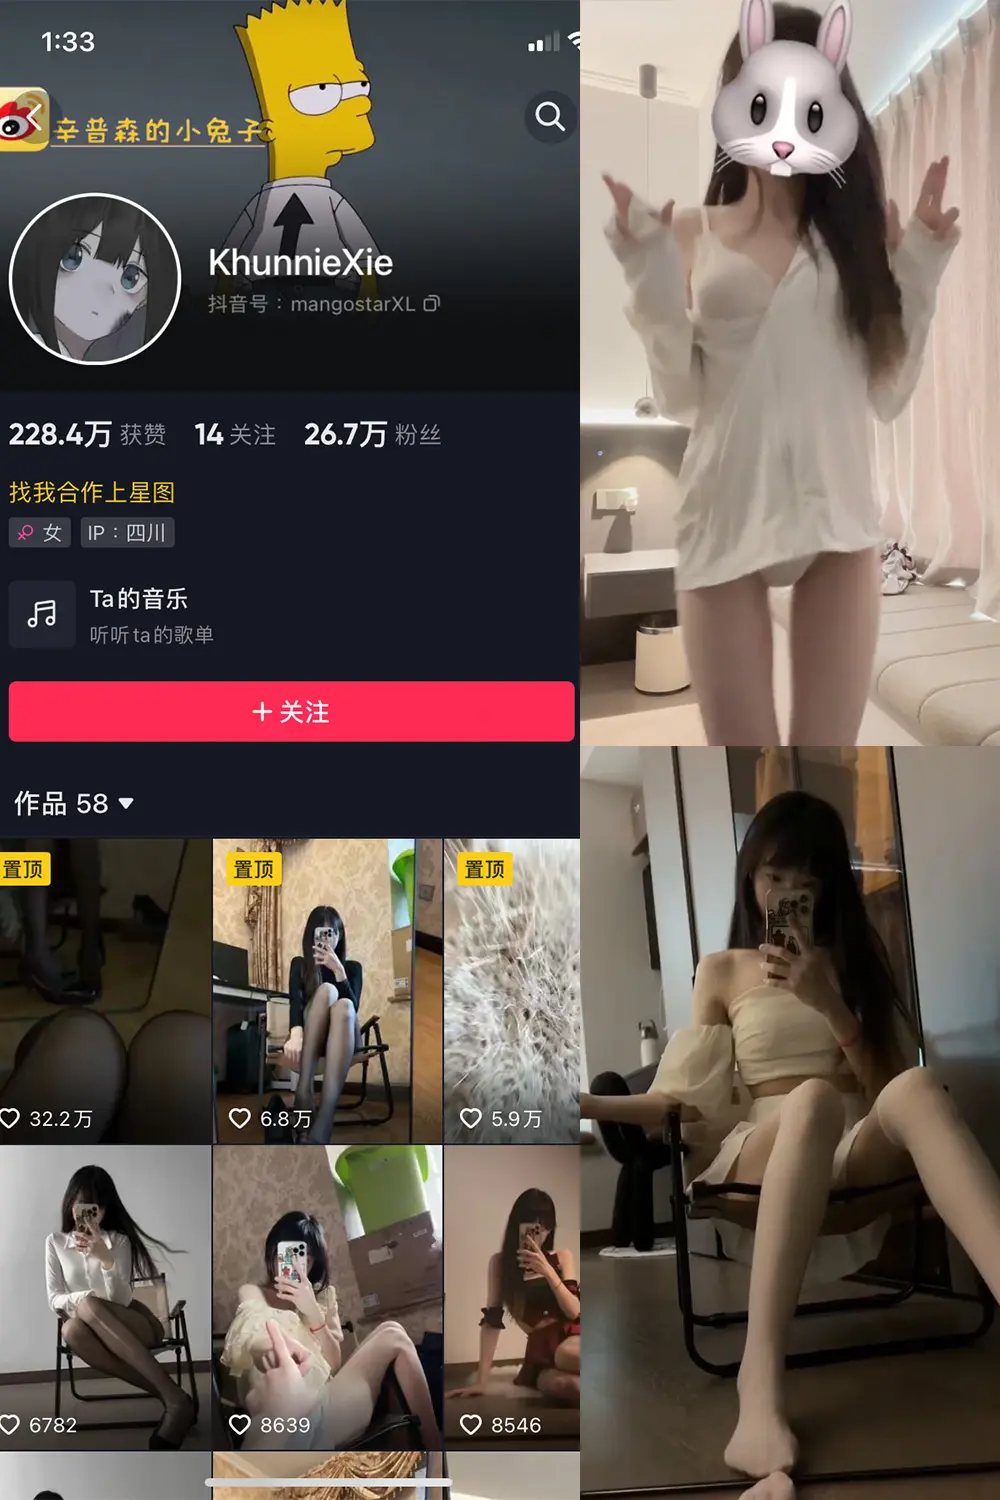 1:33
辛普森的小兔子
KhunnieXie
抖音号：mangostarXL
228.4万 获赞 14 关注 26.7万 粉丝
找我合作上星图
女 IP：四川
Ta的音乐
听听ta的歌单
+ 关注
作品 58
置顶 置顶 置顶
32.2万 6.8万 5.9万
6782 8639 8546